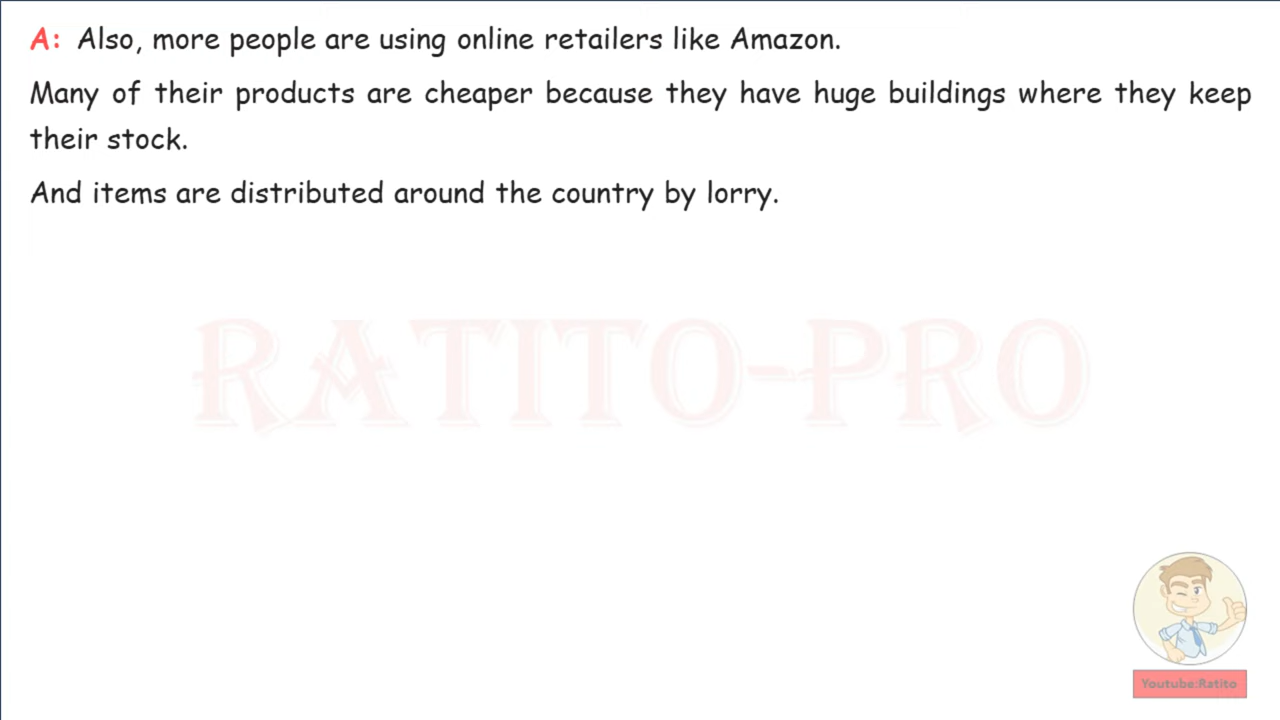 A: Also, more people are using online retailers like Amazon.
Many of their products are cheaper because they have huge buildings where they keep
their stock.
And items are distributed around the country by lorry.
RATITO-PRO
Youtube:Ratito